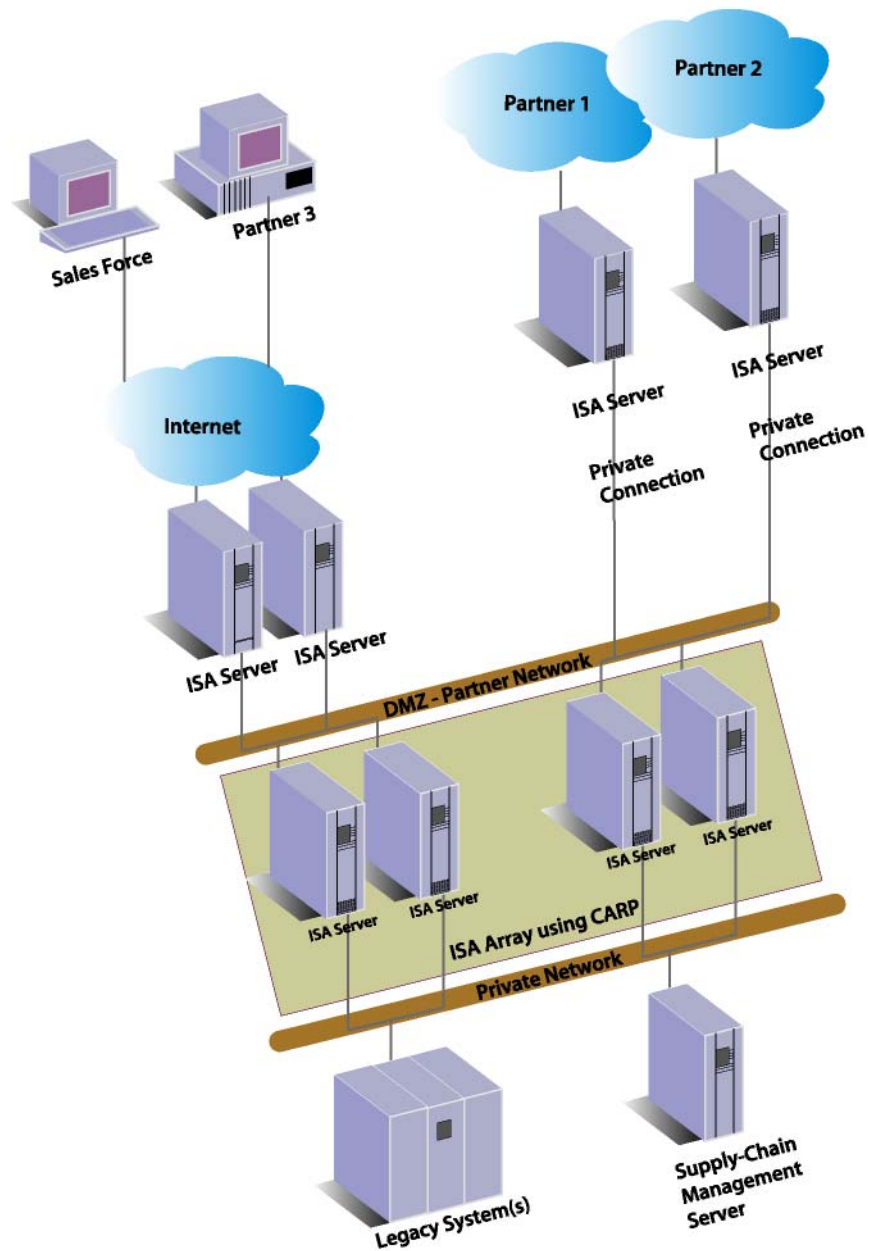 Partner 2
Partner 1
Partner 3
Sales Force
ISA Server
ISA Server
Private
Connection
Private
Connection
Internet
ISA Server
ISA Server
DMZ - Partner Network
ISA Server
ISA Server
ISA Server
ISA Server
ISA Array using CARP
Private Network
Legacy System(s)
Supply-Chain
Management
Server